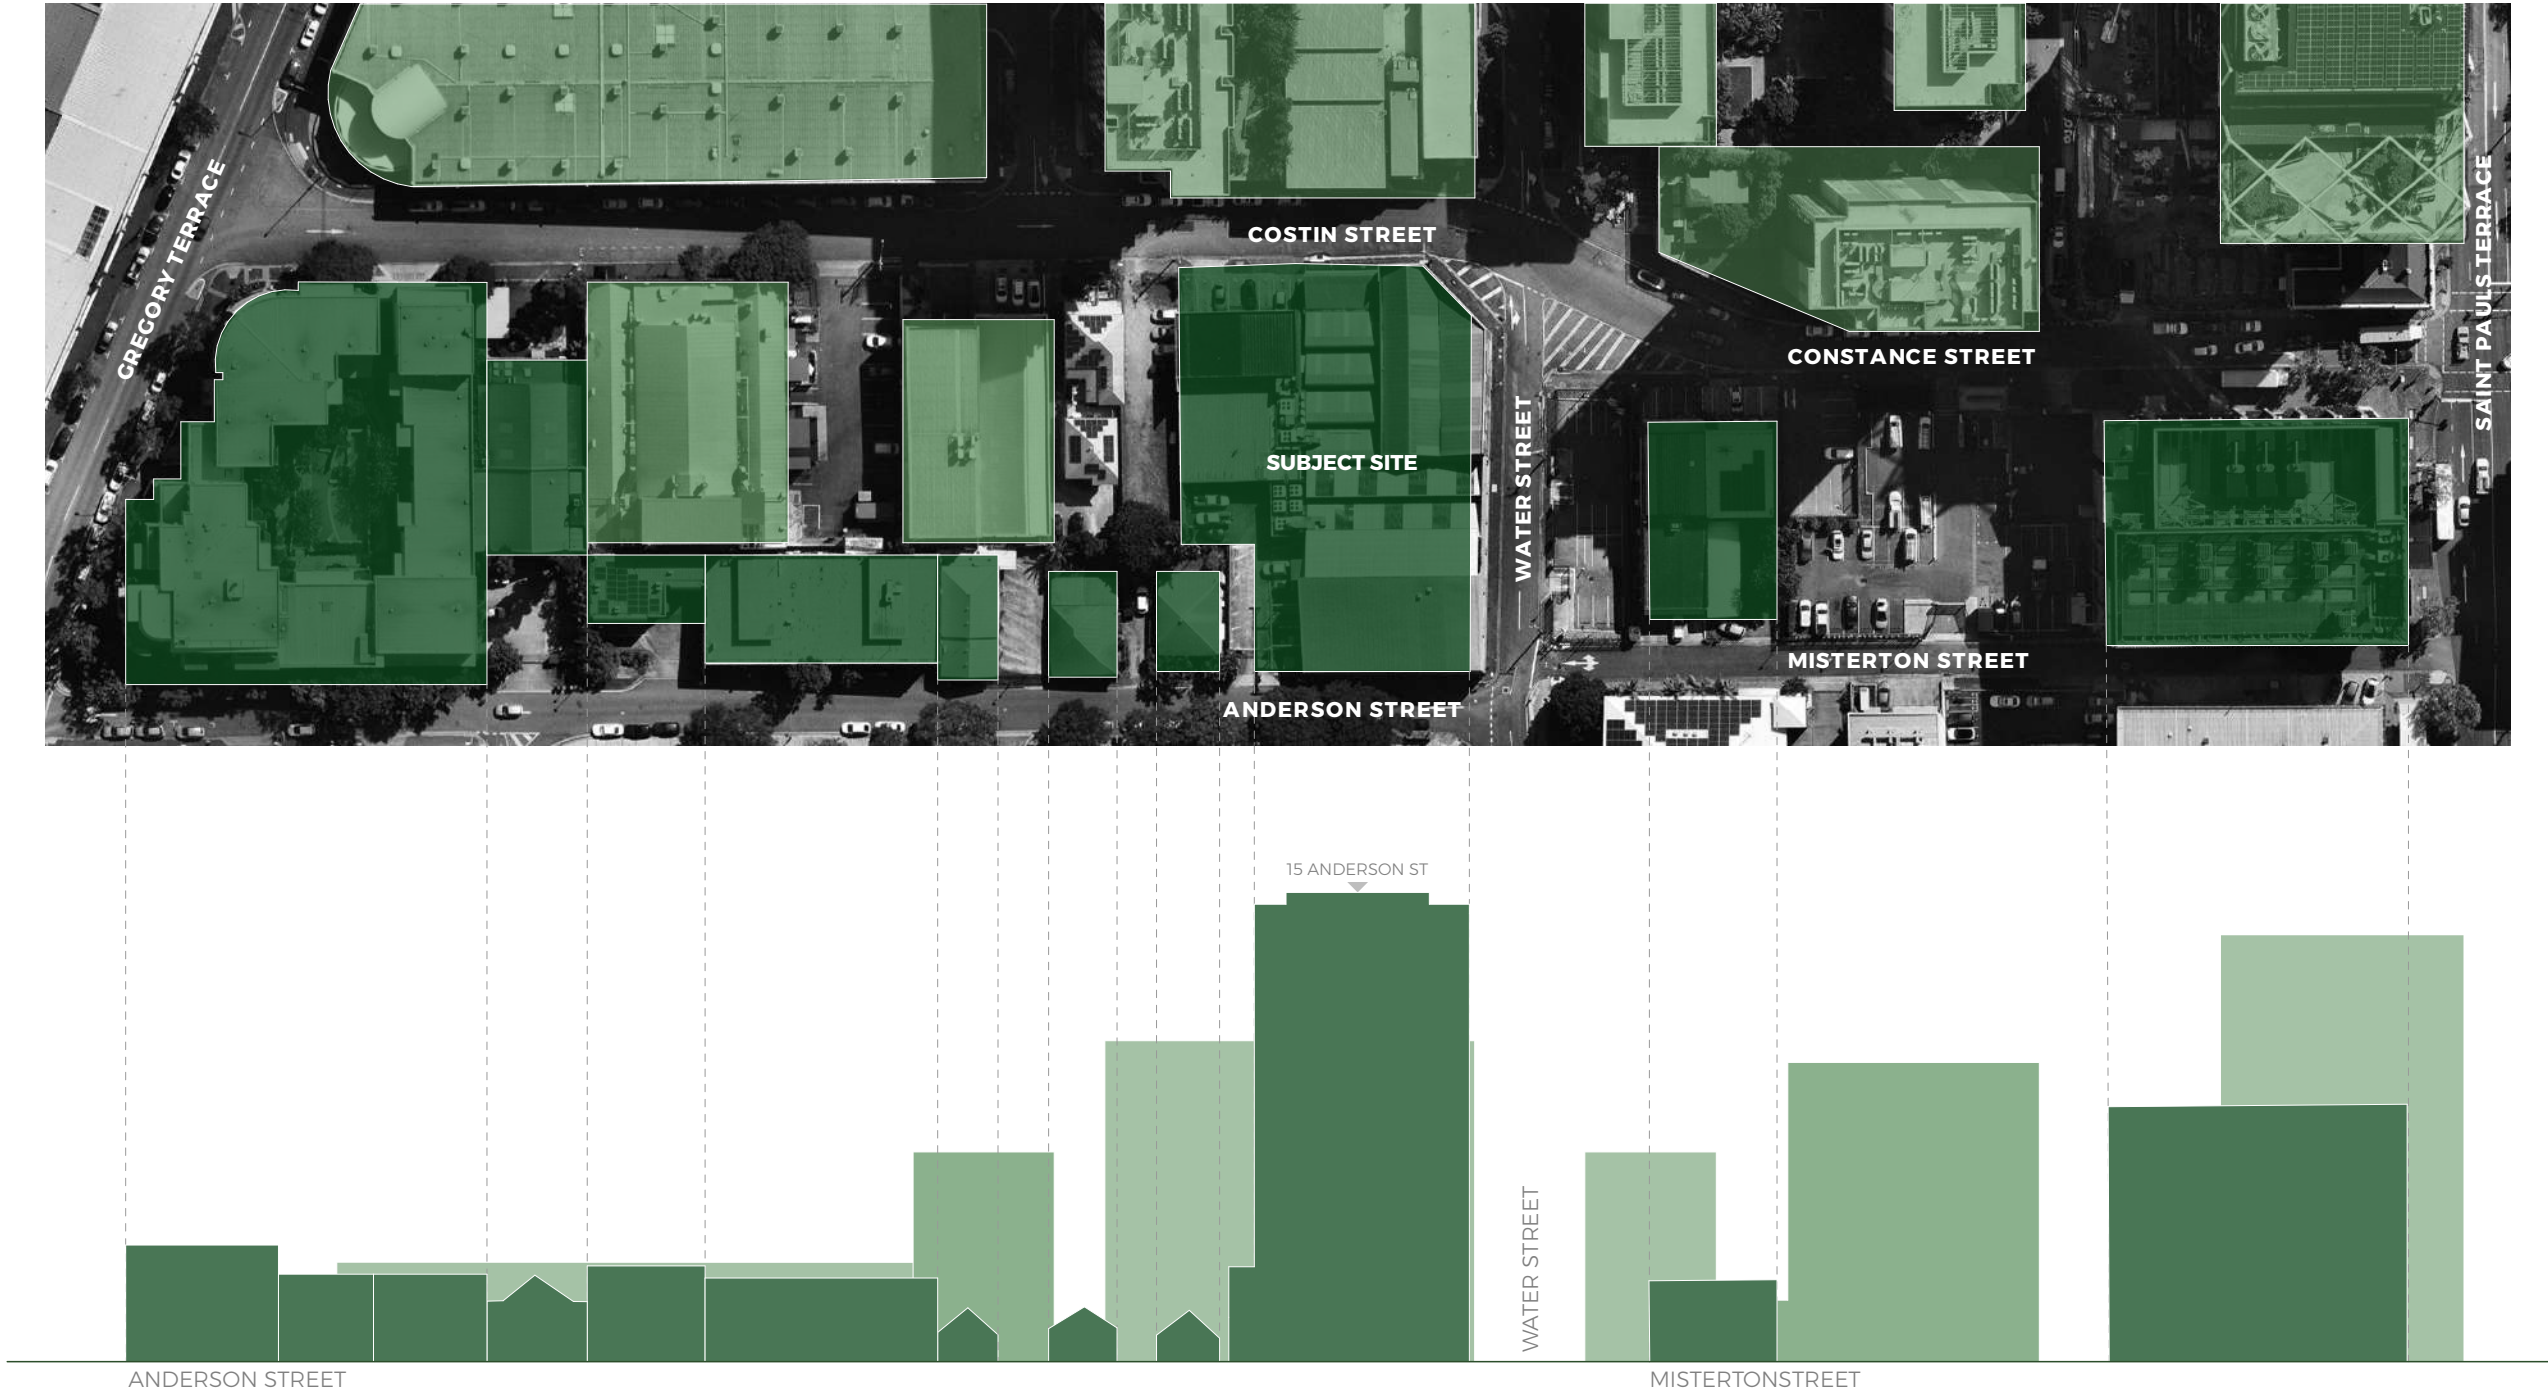 GREGORY TERRACE
COSTIN STREET
CONSTANCE STREET
SAINT PAULS TERRACE
SUBJECT SITE
WATER STREET
MISTERTON STREET
ANDERSON STREET
15 ANDERSON ST
WATER STREET
ANDERSON STREET
MISTERTONSTREET